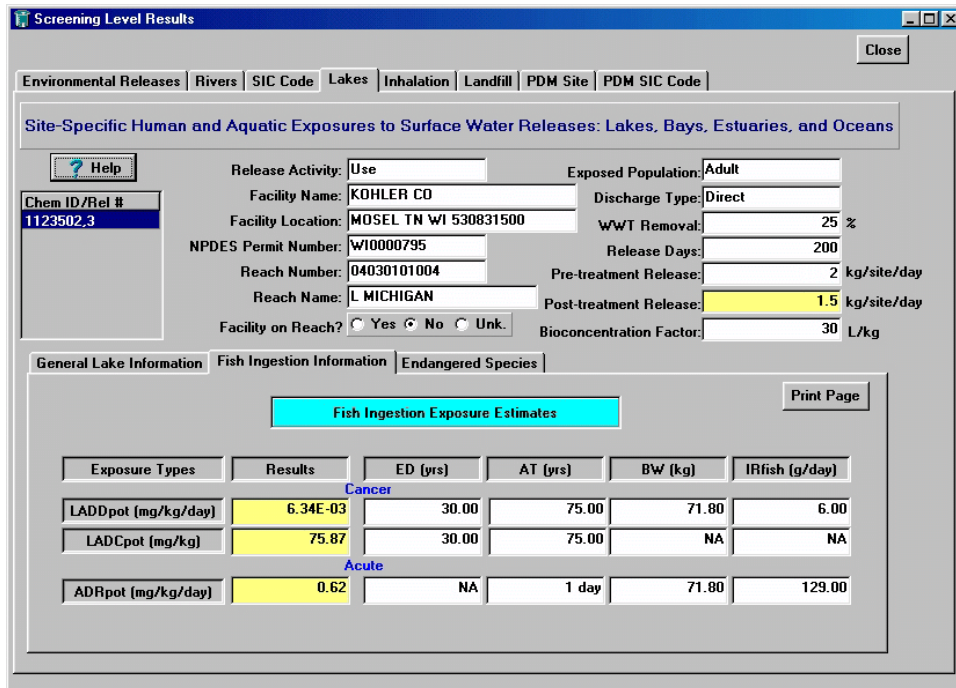 Screening Level Results
Close
Environmental Releases Rivers SIC Code Lakes Inhalation Landfill PDM Site PDM SIC Code
Site-Specific Human and Aquatic Exposures to Surface Water Releases: Lakes, Bays, Estuaries, and Oceans
? Help
Chem ID/Rel #
1123502,3
Release Activity: Use
Facility Name: KOHLER CO
Facility Location: MOSEL TN WI 530831500
NPDES Permit Number: WI0000795
Reach Number: 04030101004
Reach Name: L MICHIGAN
Facility on Reach? Yes No Unk.
Exposed Population: Adult
Discharge Type: Direct
WWT Removal: 25 %
Release Days: 200
Pre-treatment Release: 2 kg/site/day
Post-treatment Release: 1.5 kg/site/day
Bioconcentration Factor: 30 L/kg
General Lake Information Fish Ingestion Information Endangered Species
Print Page
Fish Ingestion Exposure Estimates
Exposure Types Results ED (yrs) AT (yrs) BW (kg) IRfish (g/day)
Cancer
LADDpot (mg/kg/day) 6.34E-03 30.00 75.00 71.80 6.00
LADCpot (mg/kg) 75.87 30.00 75.00 NA NA
Acute
ADRpot (mg/kg/day) 0.62 NA 1 day 71.80 129.00